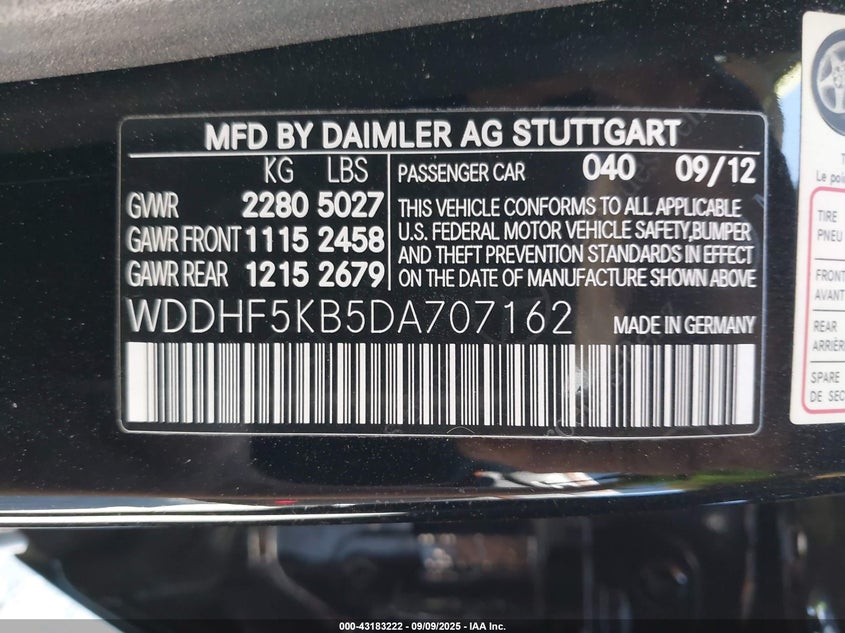 MFD BY DAIMLER AG STUTTGART
KG LBS
GVWR 2280 5027
GAWR FRONT 1115 2458
GAWR REAR 1215 2679
PASSENGER CAR 040 09/12
THIS VEHICLE CONFORMS TO ALL APPLICABLE
U.S. FEDERAL MOTOR VEHICLE SAFETY,BUMPER
AND THEFT PREVENTION STANDARDS IN EFFECT
ON THE DATE OF MANUFACTURE SHOWN ABOVE
WDDHF5KB5DA707162 MADE IN GERMANY
Le
TIRE
PNEU
FRONT
AVANT
REAR
SPARE
DE
000-43183222 - 09/09/2025 - IAA Inc.